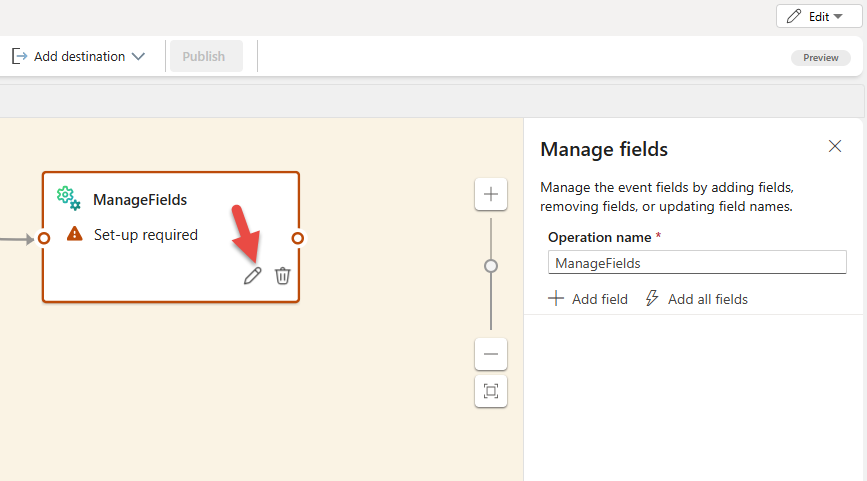 Edit
Add destination
Publish
Preview
ManageFields
Set-up required
Manage fields
Manage the event fields by adding fields,
removing fields, or updating field names.
Operation name *
ManageFields
Add field
Add all fields